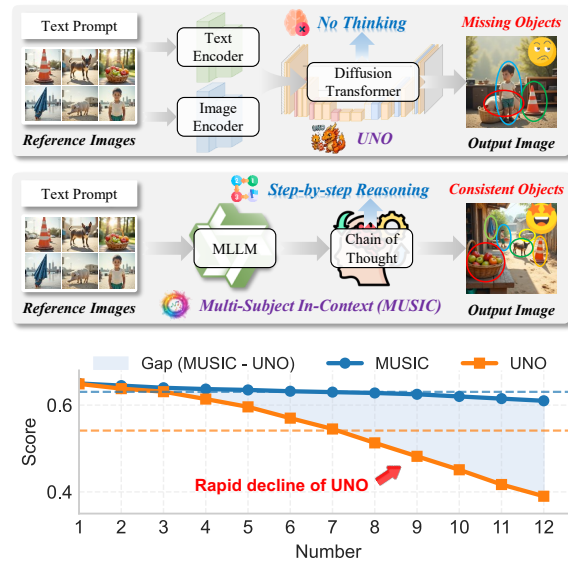 Text Prompt
Reference Images
Text
Encoder
Image
Encoder
No Thinking
Diffusion
Transformer
UNO
Missing Objects
Output Image
Text Prompt
Reference Images
Step-by-step Reasoning
MLLM
Chain of
Thought
Multi-Subject In-Context (MUSIC)
Consistent Objects
Output Image
Gap (MUSIC - UNO)
MUSIC
UNO
Score
0.6
0.4
Rapid decline of UNO
1 2 3 4 5 6 7 8 9 10 11 12
Number